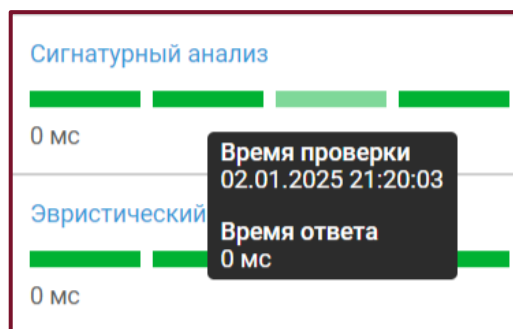 Сигнатурный анализ
0 мс
Время проверки
02.01.2025 21:20:03
Эвристический
Время ответа
0 мс
0 мс